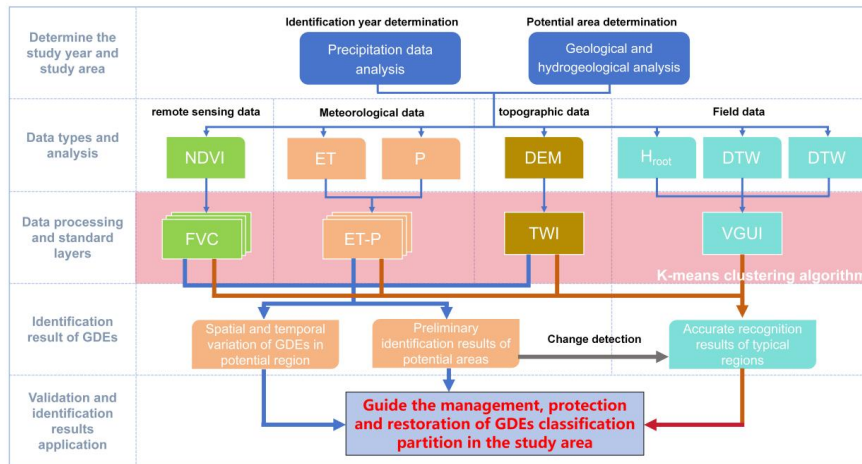 Identification year determination
Potential area determination
Determine the
study year and
study area
Precipitation data
analysis
Geological and
hydrogeological analysis
remote sensing data
Meteorological data
topographic data
Field data
Data types and
analysis
NDVI
ET
P
DEM
Hroot
DTW
DTW
Data processing
and standard
layers
FVC
ET-P
TWI
VGUI
K-means clustering algorithm
Identification
result of GDEs
Spatial and temporal
variation of GDEs in
potential region
Preliminary
identification results of
potential areas
Change detection
Accurate recognition
results of typical
regions
Validation and
identification
results
application
Guide the management, protection
and restoration of GDEs classification
partition in the study area